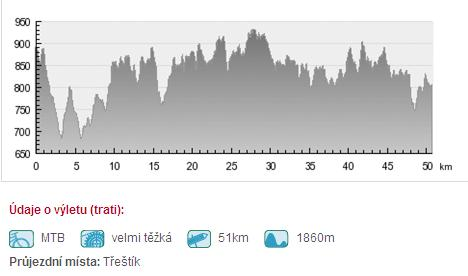 950
900
850
800
750
700
650
0 5 10 15 20 25 30 35 40 45 50 km
Údaje o výletu (trati):
MTB velmi těžká 51km 1860m
Průjezdní místa: Třeštík